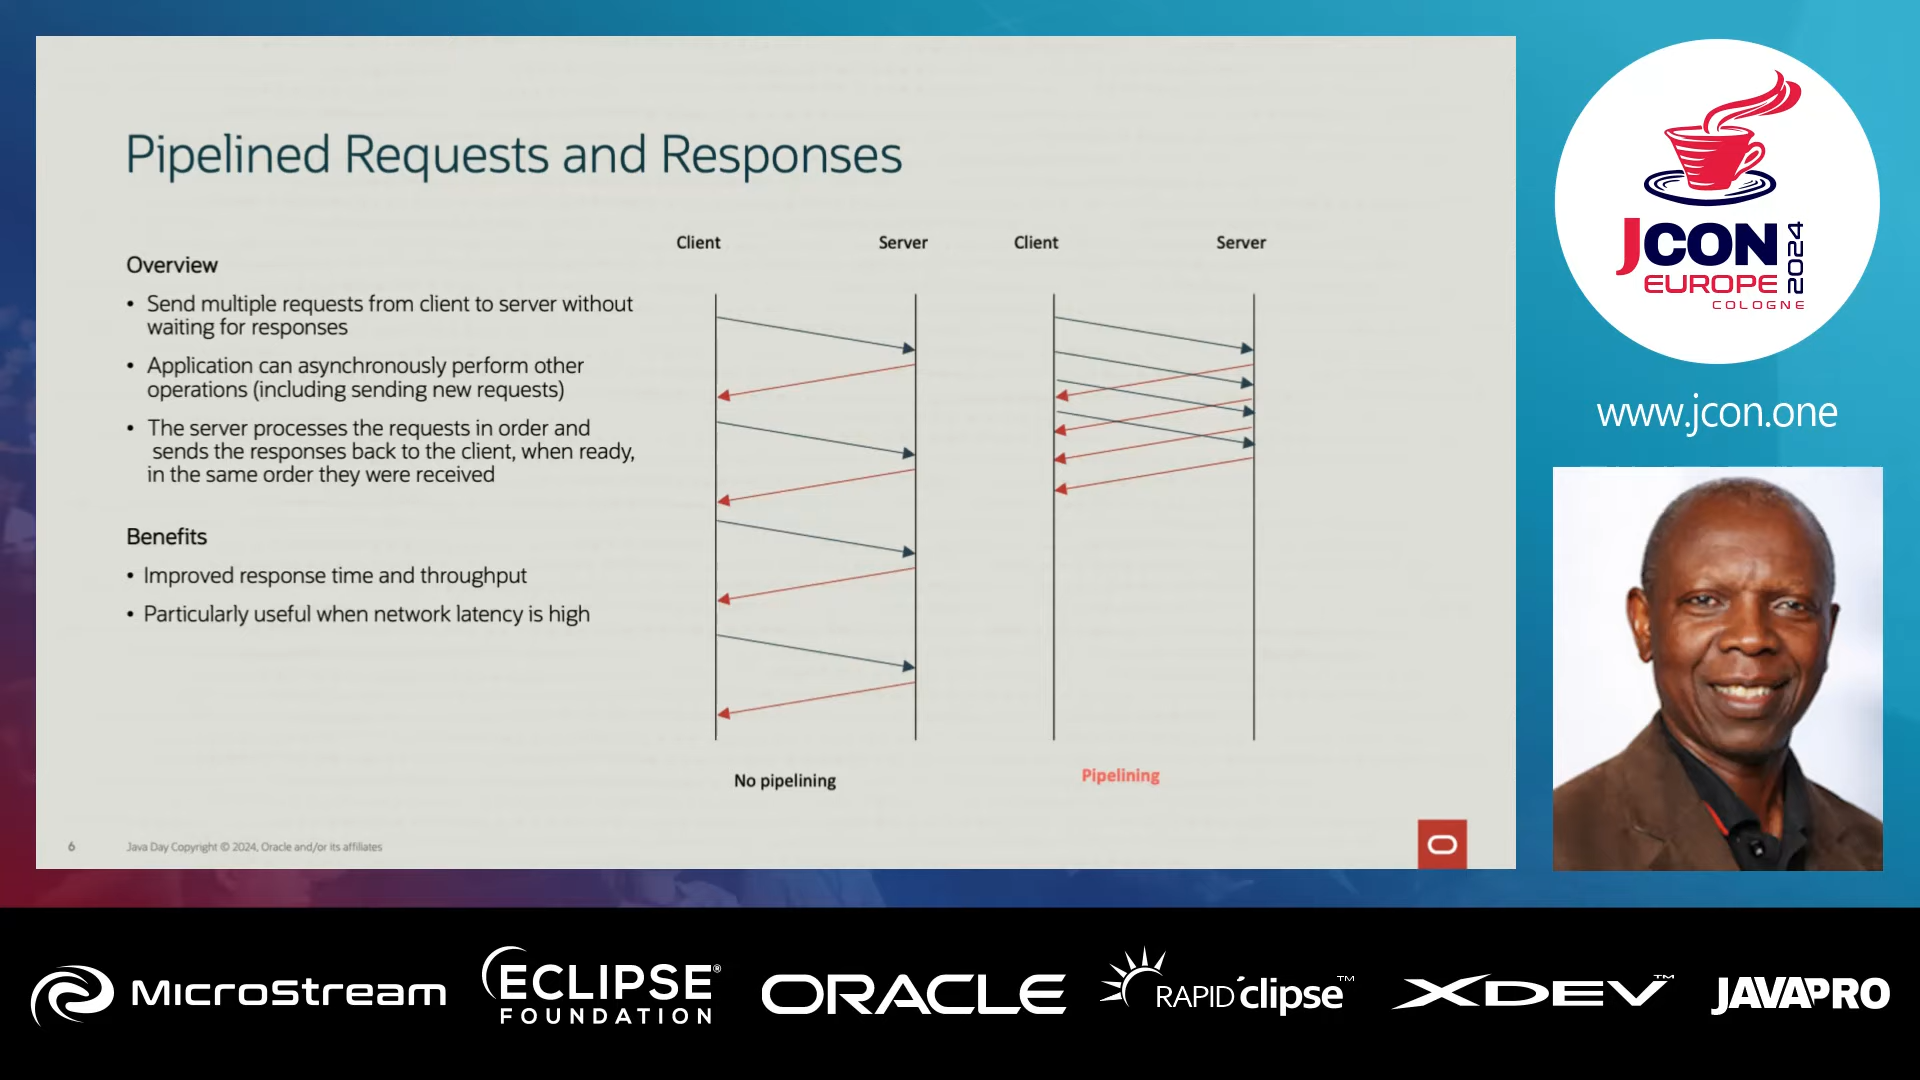 Pipelined Requests and Responses
Overview
• Send multiple requests from client to server without
waiting for responses
• Application can asynchronously perform other
operations (including sending new requests)
• The server processes the requests in order and
sends the responses back to the client, when ready,
in the same order they were received
Benefits
• Improved response time and throughput
• Particularly useful when network latency is high
Client Server
No pipelining
Client Server
Pipelining
6 Java Day Copyright © 2024, Oracle and/or its affiliates
JCON
EUROPE
2024
COLOGNE
www.jcon.one
MicroStream
ECLIPSE®
FOUNDATION
ORACLE
RAPIDclipse™
XDEV™
JAVAPRO